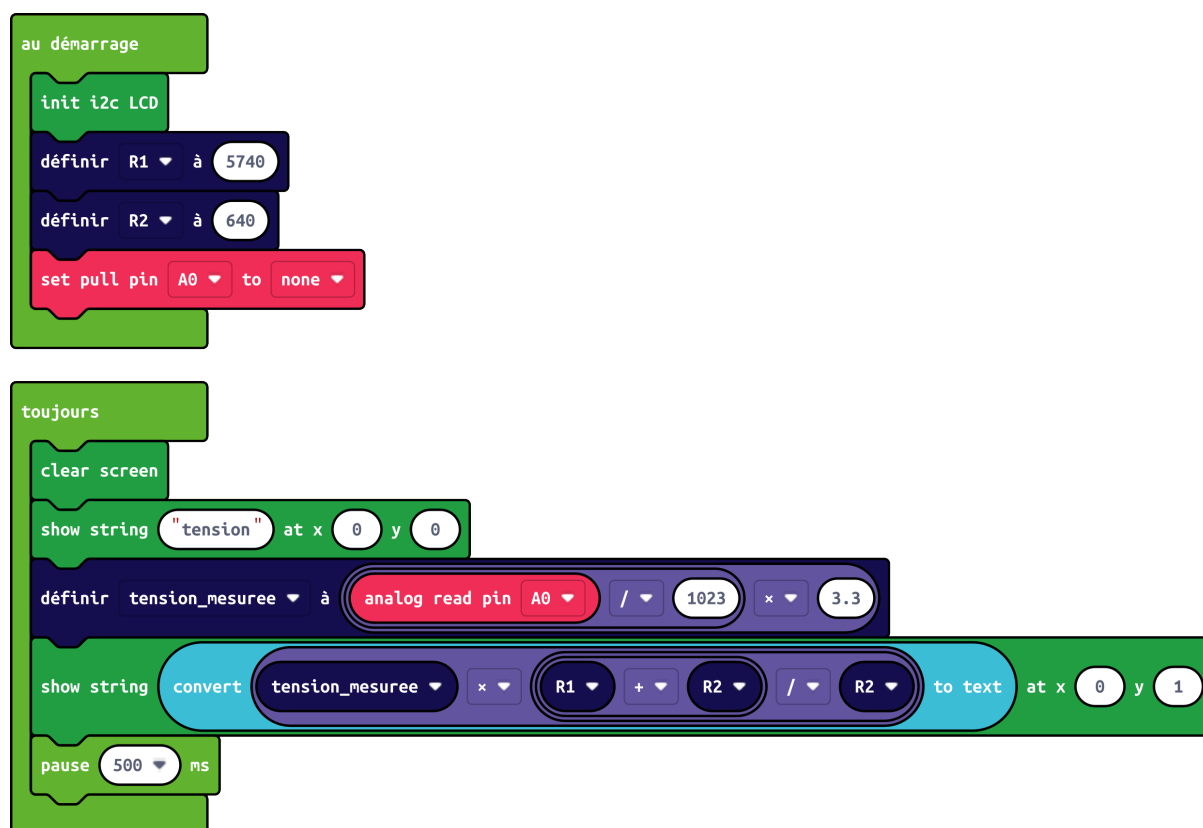 au démarrage
init i2c LCD
définir R1 à 5740
définir R2 à 640
set pull pin A0 to none
toujours
clear screen
show string "tension" at x 0 y 0
définir tension_mesuree à analog read pin A0 / 1023 × 3.3
show string convert tension_mesuree × R1 + R2 / R2 to text at x 0 y 1
pause 500 ms